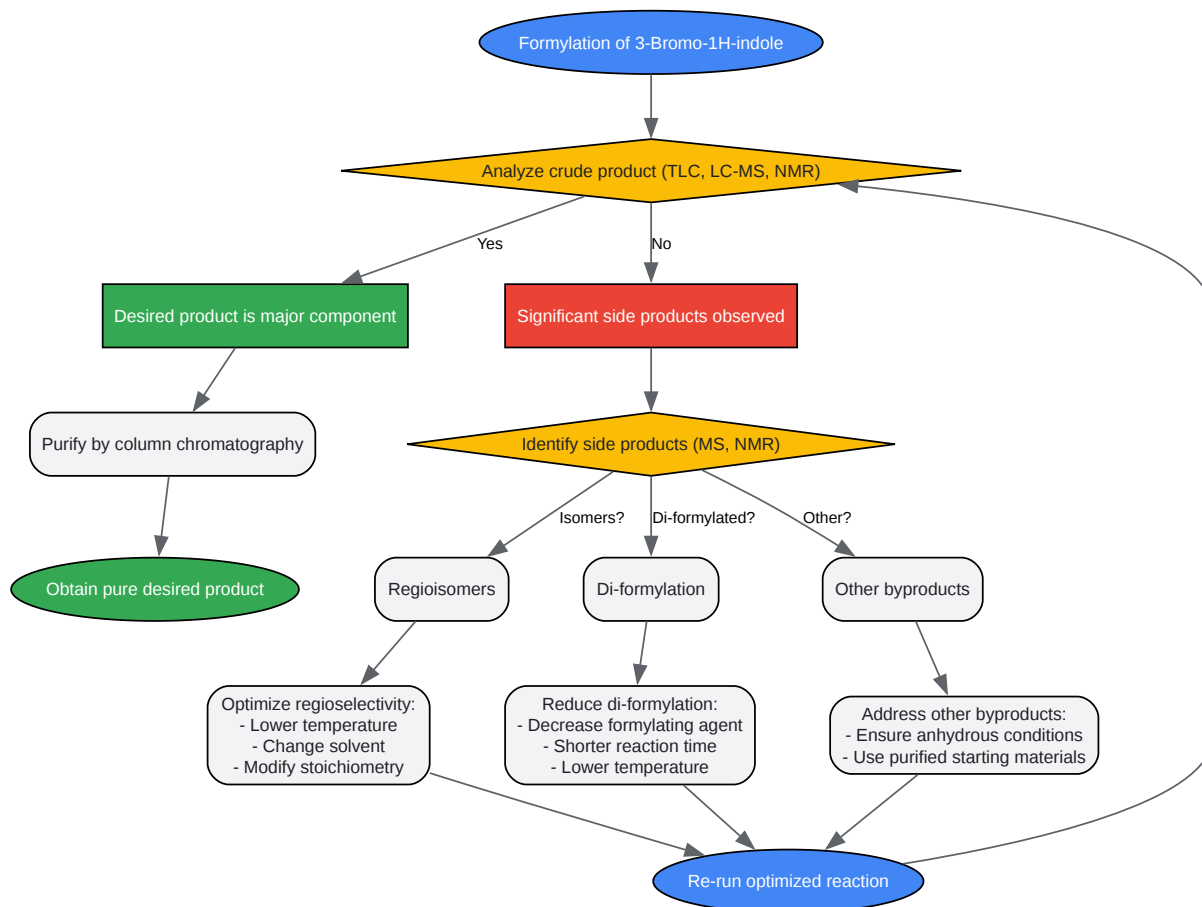 Formylation of 3-Bromo-1H-indole
Analyze crude product (TLC, LC-MS, NMR)
Yes
No
Desired product is major component
Significant side products observed
Purify by column chromatography
Identify side products (MS, NMR)
Isomers?
Di-formylated?
Other?
Obtain pure desired product
Regioisomers
Di-formylation
Other byproducts
Optimize regioselectivity:
- Lower temperature
- Change solvent
- Modify stoichiometry
Reduce di-formylation:
- Decrease formylating agent
- Shorter reaction time
- Lower temperature
Address other byproducts:
- Ensure anhydrous conditions
- Use purified starting materials
Re-run optimized reaction